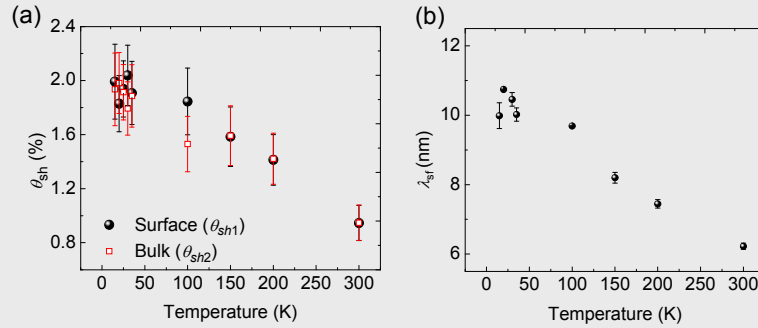 (a)
2.4
2.0
1.6
1.2
0.8
θsh (%)
Surface (θsh1)
Bulk (θsh2)
0 50 100 150 200 250 300
Temperature (K)
(b)
12
10
8
6
λsf (nm)
0 50 100 150 200 250 300
Temperature (K)